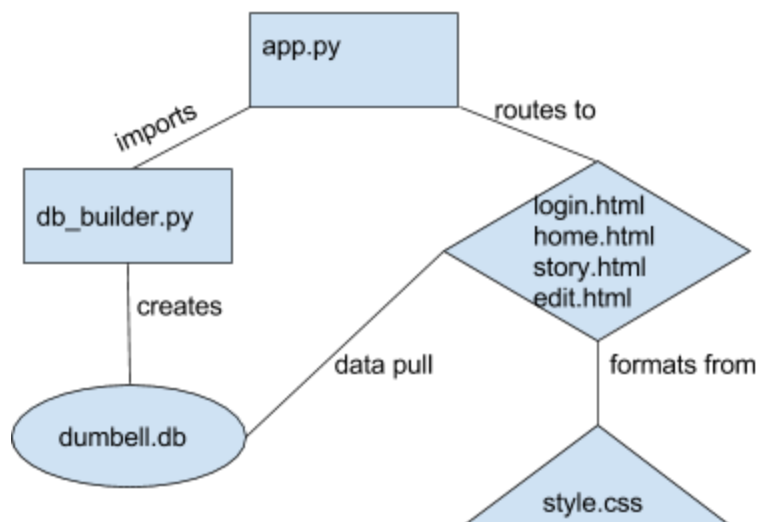 app.py
imports
routes to
db_builder.py
login.html
home.html
story.html
edit.html
creates
data pull
formats from
dumbell.db
style.css